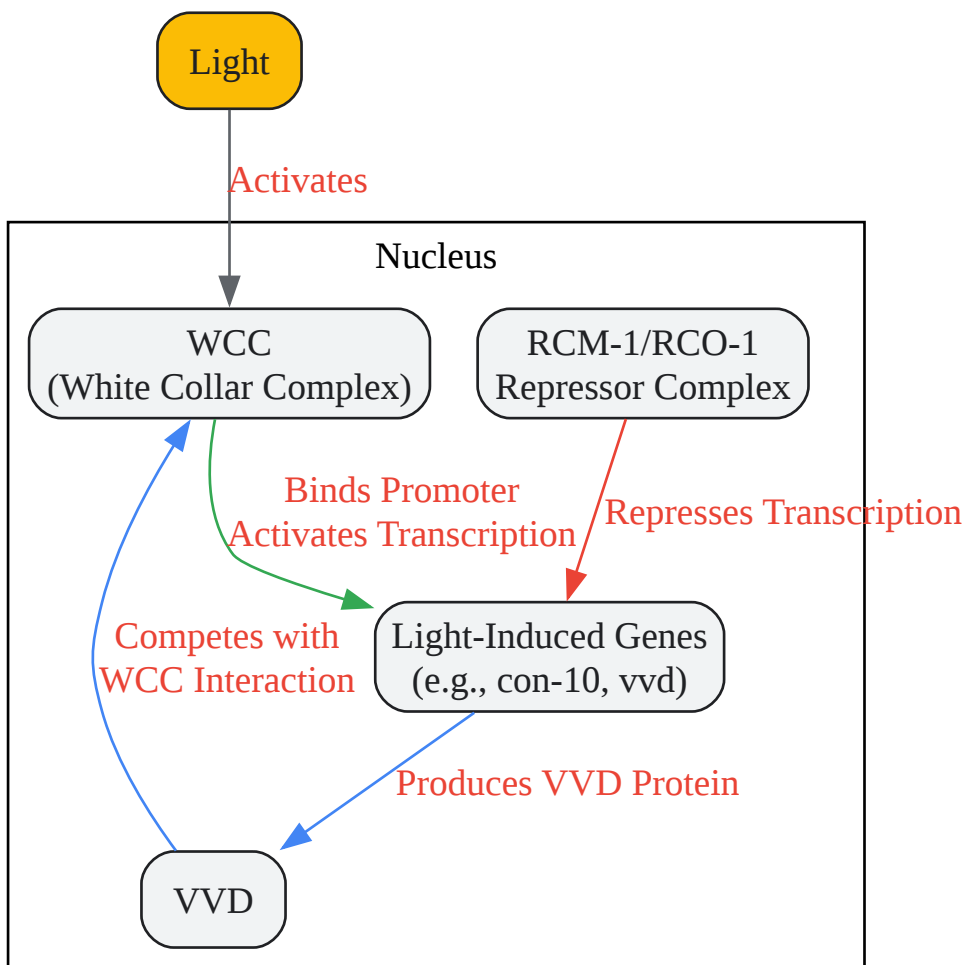 Light
Activates
Nucleus
WCC
(White Collar Complex)
RCM-1/RCO-1
Repressor Complex
Binds Promoter
Activates Transcription
Represses Transcription
Competes with
WCC Interaction
Light-Induced Genes
(e.g., con-10, vvd)
Produces VVD Protein
VVD